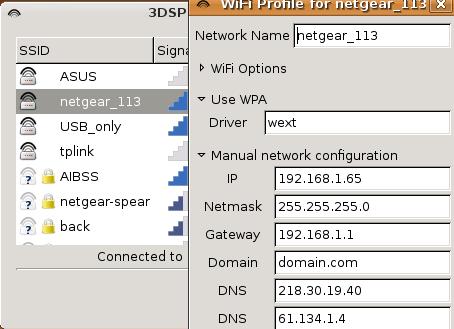 3DSP
SSID Signa
ASUS
netgear_113
USB_only
tplink
AIBSS
netgear-spear
back
Connected to
WiFi Profile for netgear_113
Network Name netgear_113
WiFi Options
Use WPA
Driver wext
Manual network configuration
IP 192.168.1.65
Netmask 255.255.255.0
Gateway 192.168.1.1
Domain domain.com
DNS 218.30.19.40
DNS 61.134.1.4